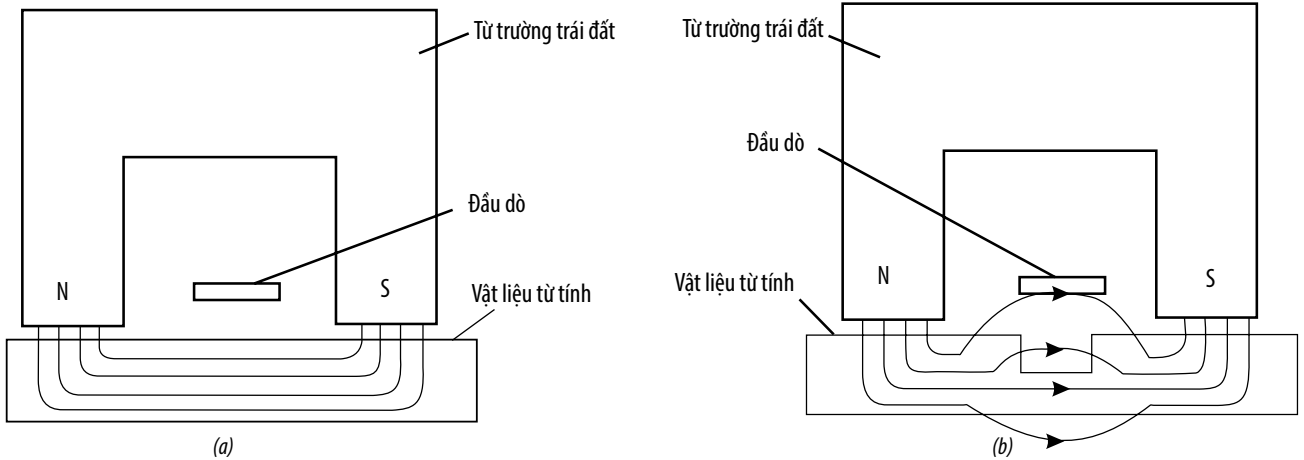 Từ trường trái đất
Đầu dò
N
S
Vật liệu từ tính
(a)
Từ trường trái đất
Đầu dò
N
S
Vật liệu từ tính
(b)